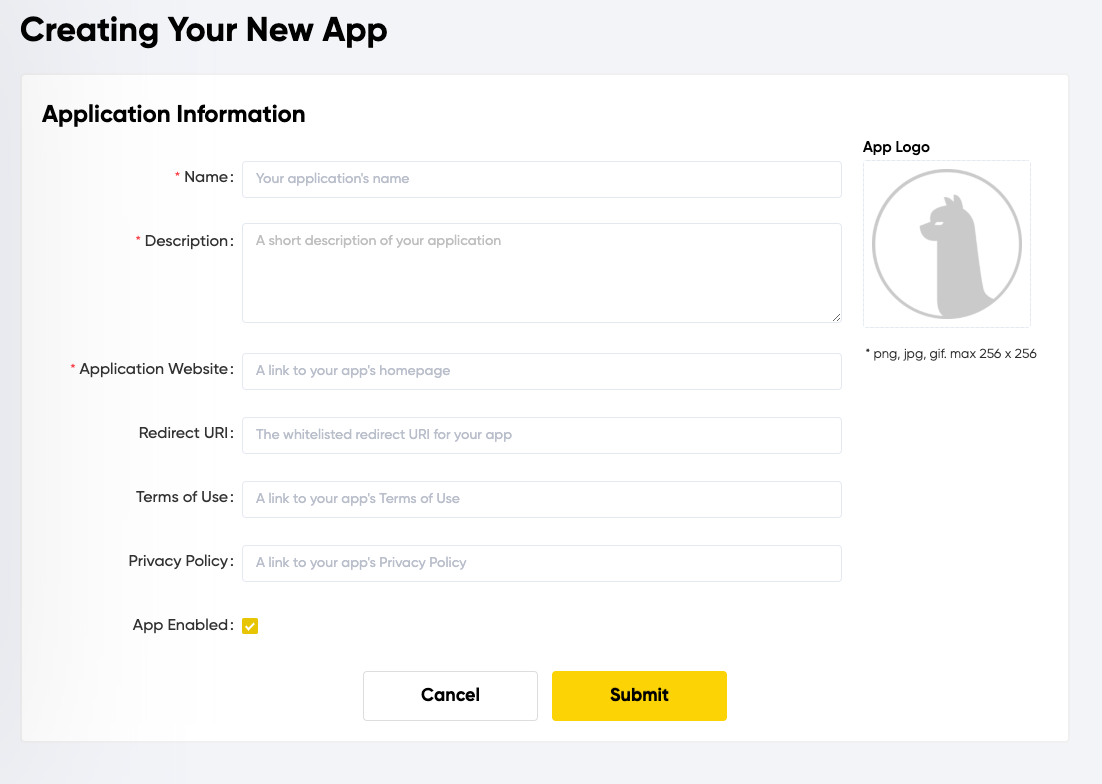 Creating Your New App
Application Information
App Logo
* Name:
Your application's name
* Description:
A short description of your application
* png, jpg, gif. max 256 x 256
* Application Website:
A link to your app's homepage
Redirect URI:
The whitelisted redirect URI for your app
Terms of Use:
A link to your app's Terms of Use
Privacy Policy:
A link to your app's Privacy Policy
App Enabled:
Cancel
Submit